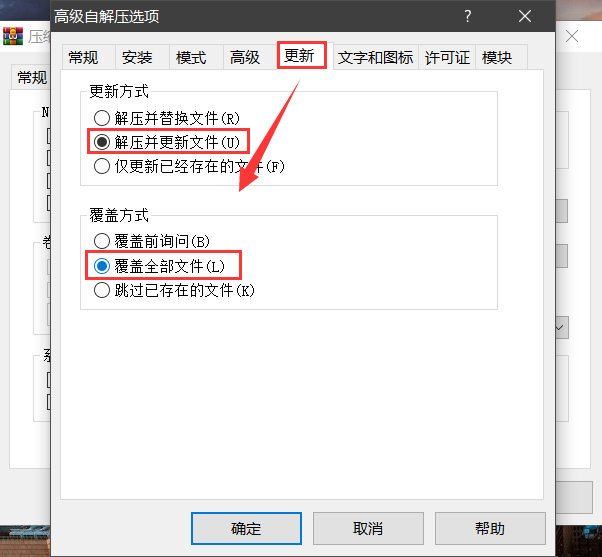 高级自解压选项
?
压缩
常规 安装 模式 高级 更新 文字和图标 许可证 模块
常规
更新方式
解压并替换文件(R)
解压并更新文件(U)
仅更新已经存在的文件(F)
覆盖方式
覆盖前询问(B)
覆盖全部文件(L)
跳过已存在的文件(K)
确定 取消 帮助